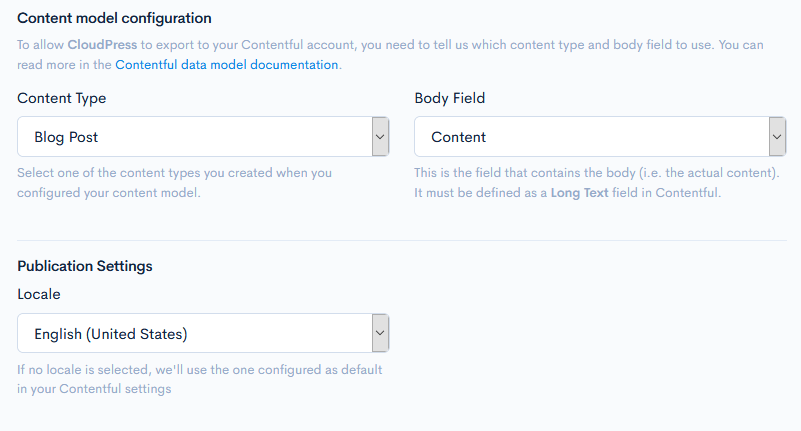 Content model configuration
To allow CloudPress to export to your Contentful account, you need to tell us which content type and body field to use. You can
read more in the Contentful data model documentation.
Content Type
Blog Post
Select one of the content types you created when you
configured your content model.
Body Field
Content
This is the field that contains the body (i.e. the actual content).
It must be defined as a Long Text field in Contentful.
Publication Settings
Locale
English (United States)
If no locale is selected, we'll use the one configured as default
in your Contentful settings